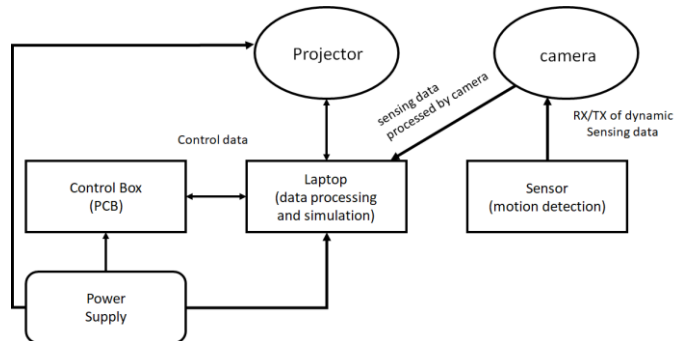 Projector
camera
sensing data
processed by camera
RX/TX of dynamic
Sensing data
Control data
Control Box
(PCB)
Laptop
(data processing
and simulation)
Sensor
(motion detection)
Power
Supply